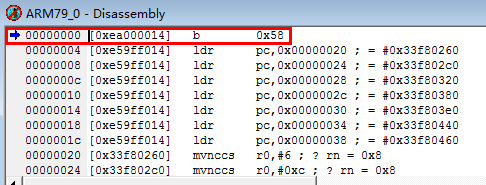 ARM79_0 - Disassembly
00000000 [0xea000014] b 0x58
00000004 [0xe59ff014] ldr pc,0x00000020 ; = #0x33f80260
00000008 [0xe59ff014] ldr pc,0x00000024 ; = #0x33f802c0
0000000c [0xe59ff014] ldr pc,0x00000028 ; = #0x33f80320
00000010 [0xe59ff014] ldr pc,0x0000002c ; = #0x33f80380
00000014 [0xe59ff014] ldr pc,0x00000030 ; = #0x33f803e0
00000018 [0xe59ff014] ldr pc,0x00000034 ; = #0x33f80440
0000001c [0xe59ff014] ldr pc,0x00000038 ; = #0x33f80460
00000020 [0x33f80260] mvnccs r0,#6 ; ? rn = 0x8
00000024 [0x33f802c0] mvnccs r0,#0xc ; ? rn = 0x8